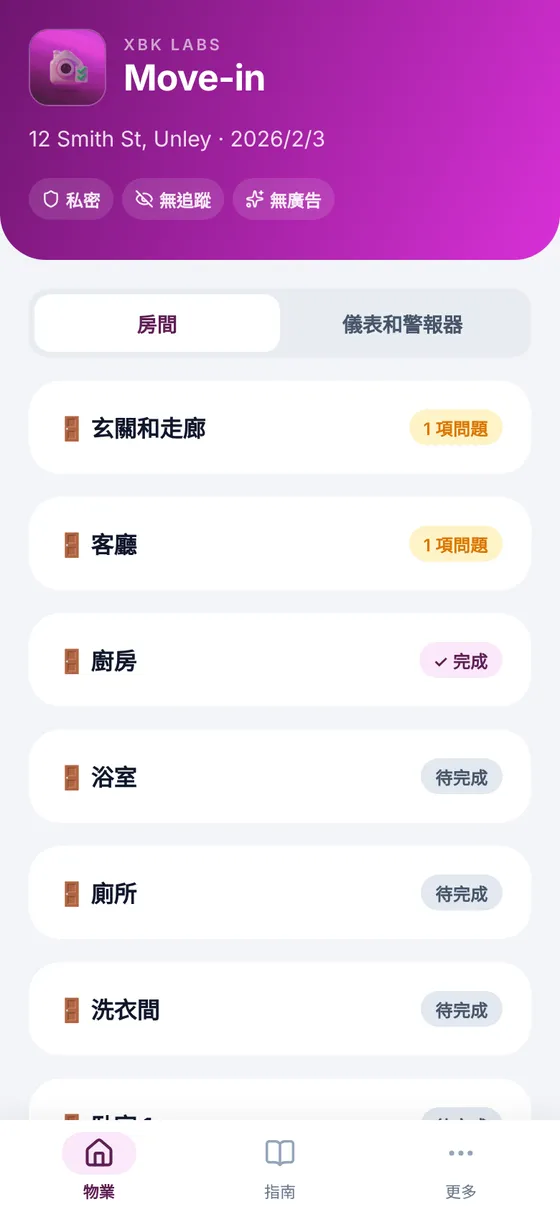 XBK LABS
Move-in
12 Smith St, Unley · 2026/2/3
私密
無追蹤
無廣告
房間
儀表和警報器
玄關和走廊
1 項問題
客廳
1 項問題
廚房
完成
浴室
待完成
廁所
待完成
洗衣間
待完成
物業
指南
更多